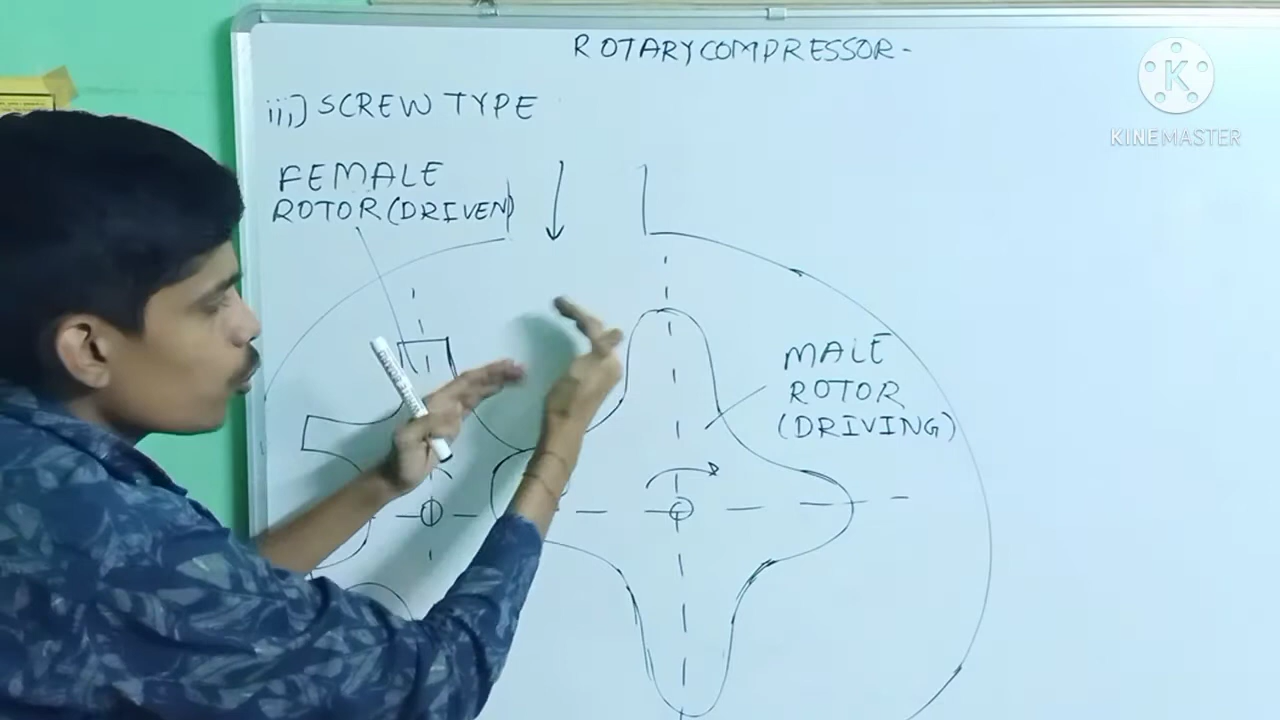 ROTARY COMPRESSOR -
iii,) SCREW TYPE
FEMALE
ROTOR (DRIVEN)
MALE
ROTOR
(DRIVING)
K
KINEMASTER